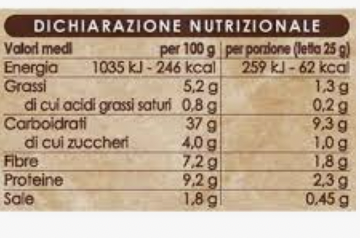 DICHIARAZIONE NUTRIZIONALE
Valori medi per 100 g per porzione (fetta 25 g)
Energia 1035 kJ - 246 kcal 259 kJ - 62 kcal
Grassi 5,2 g 1,3 g
di cui acidi grassi saturi 0,8 g 0,2 g
Carboidrati 37 g 9,3 g
di cui zuccheri 4,0 g 1,0 g
Fibre 7,2 g 1,8 g
Proteine 9,2 g 2,3 g
Sale 1,8 g 0,45 g